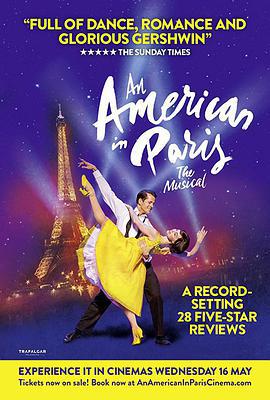 “FULL OF DANCE, ROMANCE AND
GLORIOUS GERSHWIN”
★★★★★ THE SUNDAY TIMES
An
American
in Paris
The Musical
A RECORD-
SETTING
28 FIVE-STAR
REVIEWS
TRAFALGAR
EXPERIENCE IT IN CINEMAS WEDNESDAY 16 MAY
Tickets now on sale! Book now at AnAmericanInParisCinema.com